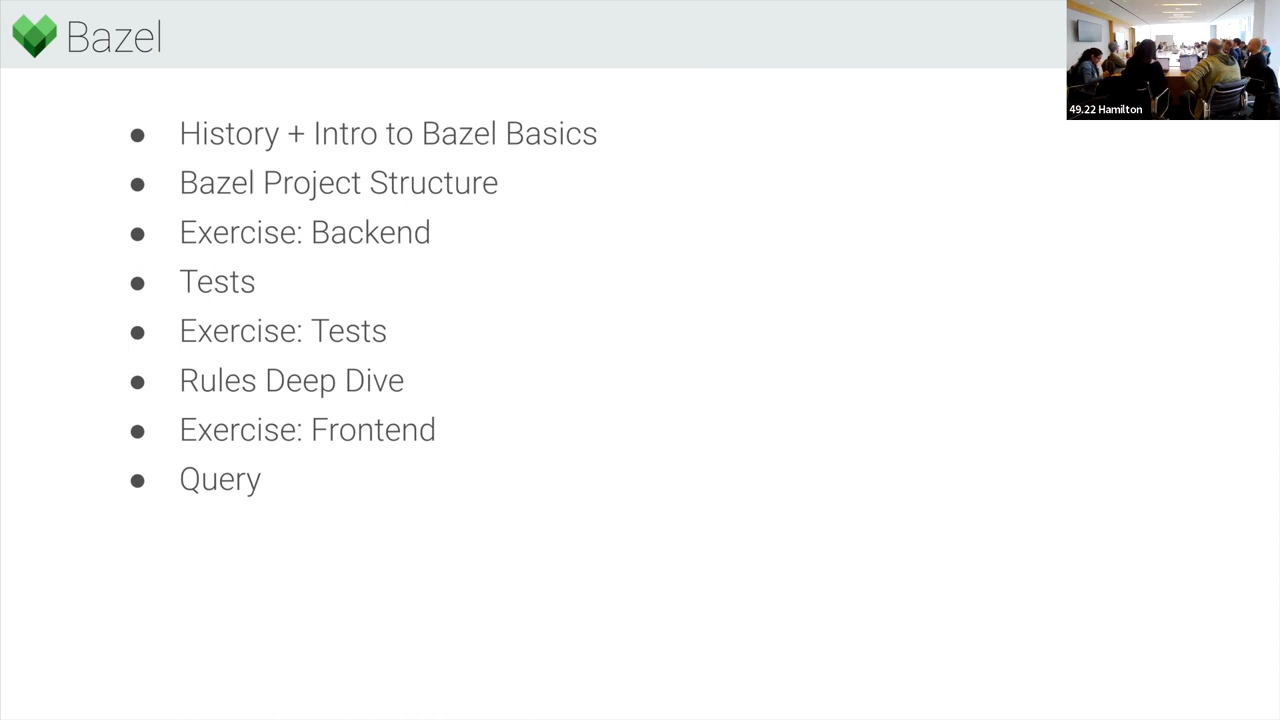 Bazel
49.22 Hamilton
● History + Intro to Bazel Basics
● Bazel Project Structure
● Exercise: Backend
● Tests
● Exercise: Tests
● Rules Deep Dive
● Exercise: Frontend
● Query